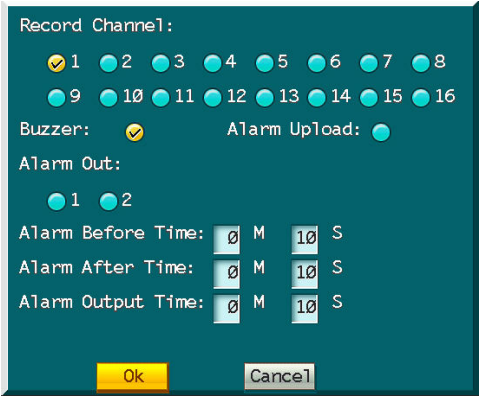 Record Channel:
1 2 3 4 5 6 7 8
9 10 11 12 13 14 15 16
Buzzer: Alarm Upload:
Alarm Out:
1 2
Alarm Before Time: 0 M 10 S
Alarm After Time: 0 M 10 S
Alarm Output Time: 0 M 10 S
Ok Cancel